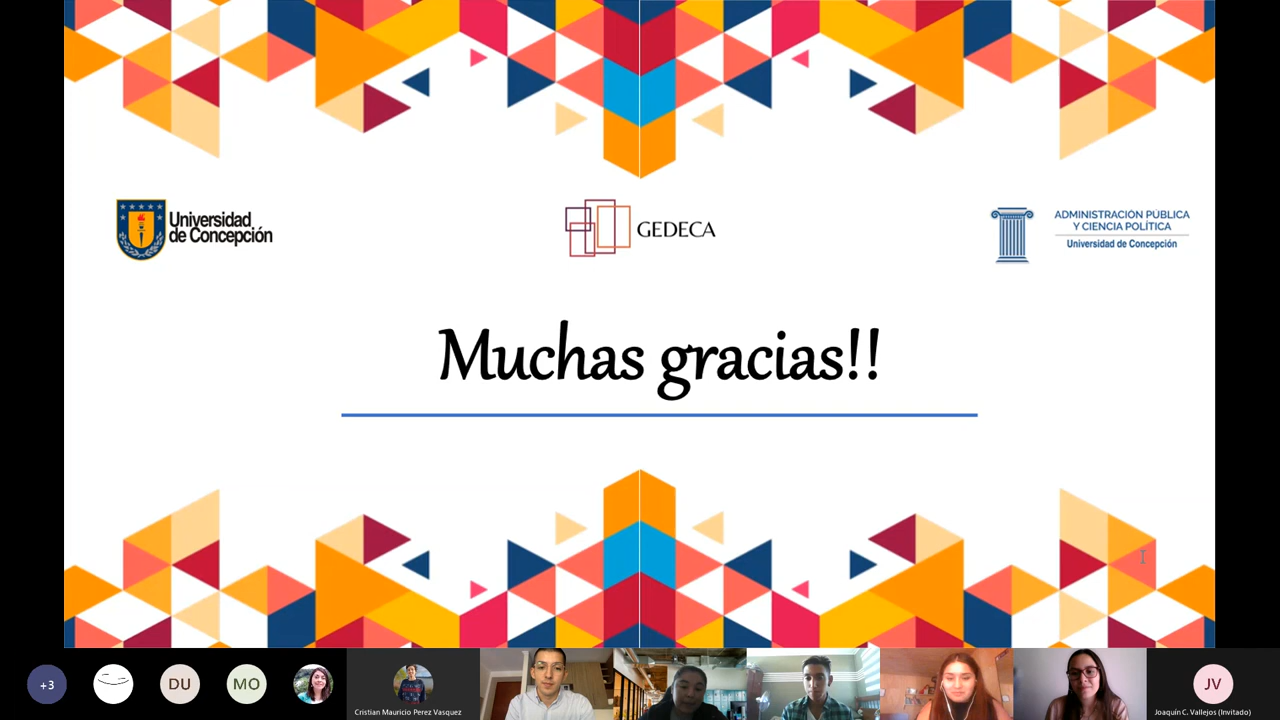 Universidad
de Concepción
GEDECA
ADMINISTRACIÓN PÚBLICA
Y CIENCIA POLÍTICA
Universidad de Concepción
Muchas gracias!!
+3
DU
MO
Cristian Mauricio Perez Vasquez
JV
Joaquín C. Vallejos (Invitado)